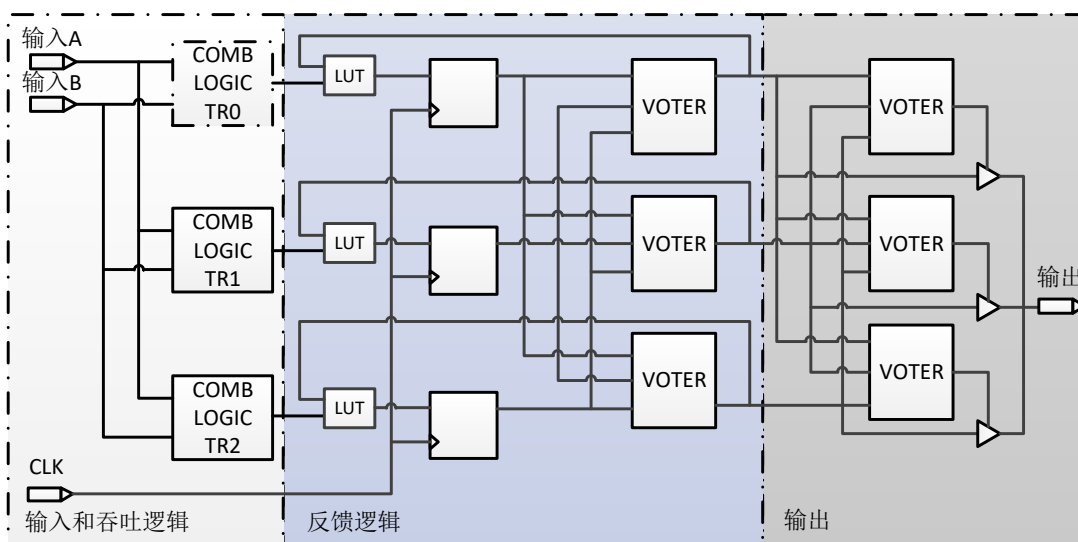 输入A
输入B
COMB
LOGIC
TR0
LUT
VOTER
VOTER
COMB
LOGIC
TR1
LUT
VOTER
VOTER
输出
COMB
LOGIC
TR2
LUT
VOTER
VOTER
CLK
输入和吞吐逻辑
反馈逻辑
输出